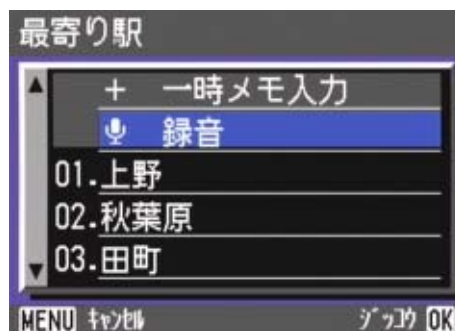 最寄り駅
+ 一時メモ入力
録音
01.上野
02.秋葉原
03.田町
MENU ｷｬﾝｾﾙ ｼﾞｯｺｳ OK